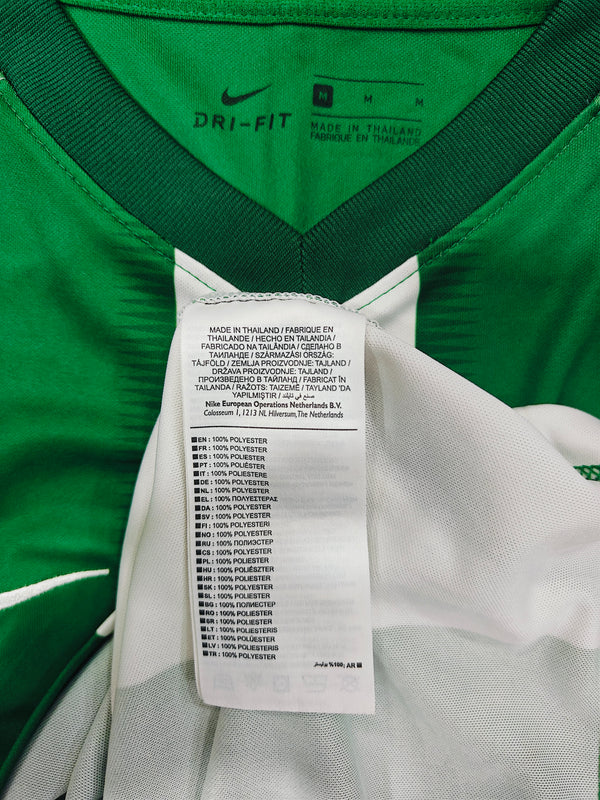 DRI-FIT
M M M
MADE IN THAILAND
FABRIQUE EN THAILANDE
MADE IN THAILAND / FABRIQUE EN
THAILANDE / HECHO EN TAILANDIA /
FABRICADO NA TAILÂNDIA / СДЕЛАНО В
ТАИЛАНДЕ / SZÁRMAZÁSI ORSZÁG:
TÁJFÖLD / ZEMLJA PROIZVODNJE: TAJLAND
/ DRŽAVA PROIZVODNJE: TAJLAND /
ПРОИЗВЕДЕНО В ТАЙЛАНД / FABRICAT ÎN
TAILANDA / RAŽOTS: TAIZEMĒ / TAYLAND 'DA
YAPILMIŞTIR / صنع في تايلند
Nike European Operations Netherlands B.V.
Colosseum 1, 1213 NL Hilversum, The Netherlands
EN : 100% POLYESTER
FR : 100% POLYESTER
ES : 100% POLIÉSTER
PT : 100% POLIÉSTER
IT : 100% POLIESTERE
DE : 100% POLYESTER
NL : 100% POLYESTER
EL : 100% ΠΟΛΥΕΣΤΕΡΑΣ
DA : 100% POLYESTER
SV : 100% POLYESTER
FI : 100% POLYESTERI
NO : 100% POLYESTER
RU : 100% ПОЛИЭСТЕР
CS : 100% POLYESTER
PL : 100% POLIESTER
HU : 100% POLIÉSZTER
HR : 100% POLIESTER
SK : 100% POLYESTER
SL : 100% POLIESTER
BG : 100% ПОЛИЕСТЕР
RO : 100% POLIESTER
SR : 100% POLIESTER
LT : 100% POLIESTERIS
ET : 100% POLÜESTER
LV : 100% POLIESTERIS
TR : 100% POLYESTER
AR : 100% بوليستر